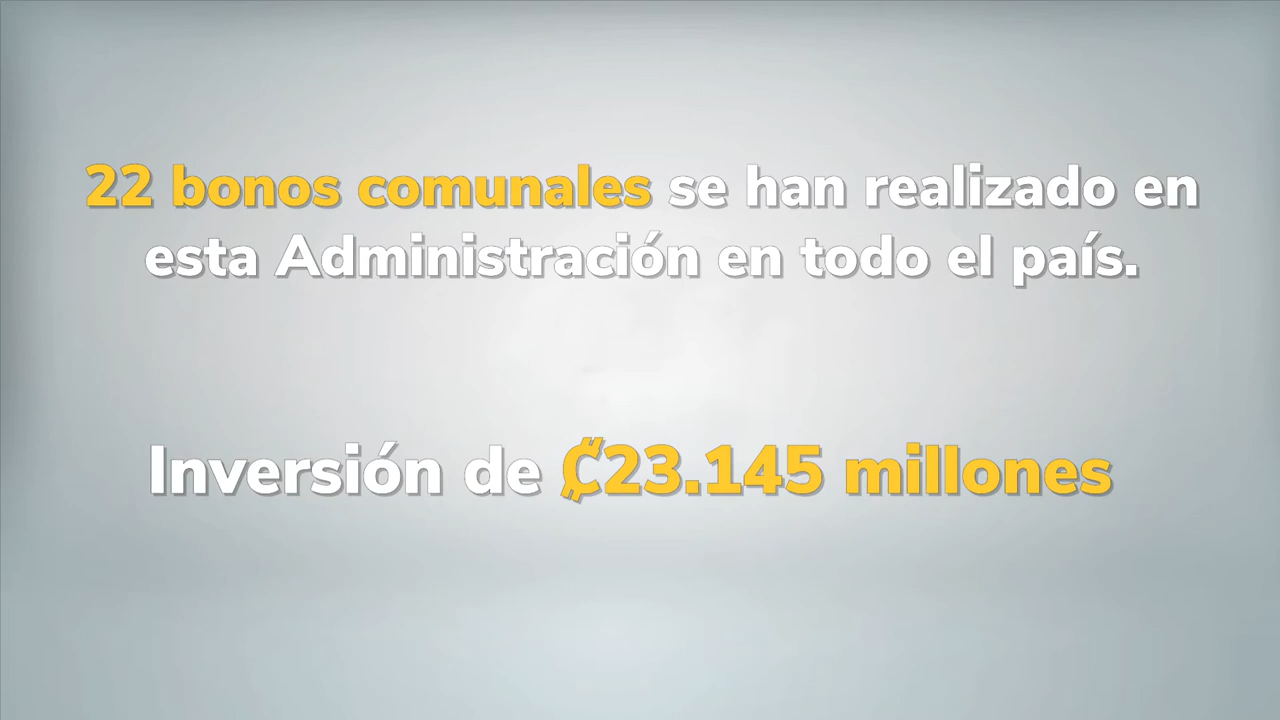 22 bonos comunales se han realizado en
esta Administración en todo el país.
Inversión de ₡23.145 millones